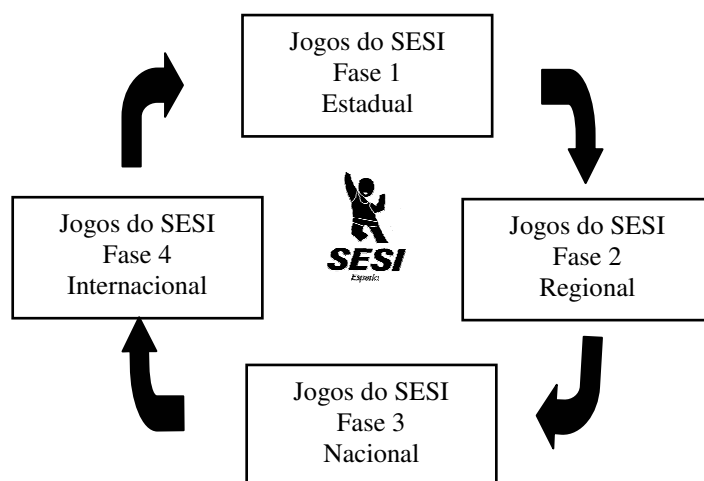 Jogos do SESI
Fase 1
Estadual
Jogos do SESI
Fase 4
Internacional
SESI
Esporte
Jogos do SESI
Fase 2
Regional
Jogos do SESI
Fase 3
Nacional